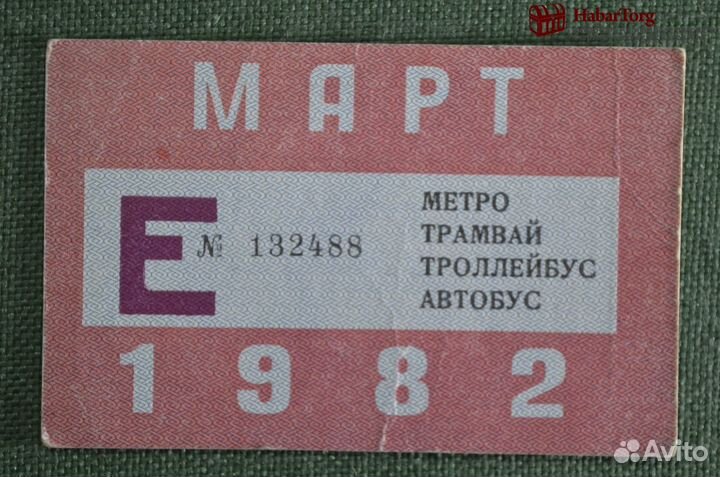 HabarTorg
МАРТ
Е
№ 132488
МЕТРО
ТРАМВАЙ
ТРОЛЛЕЙБУС
АВТОБУС
1982
Avito